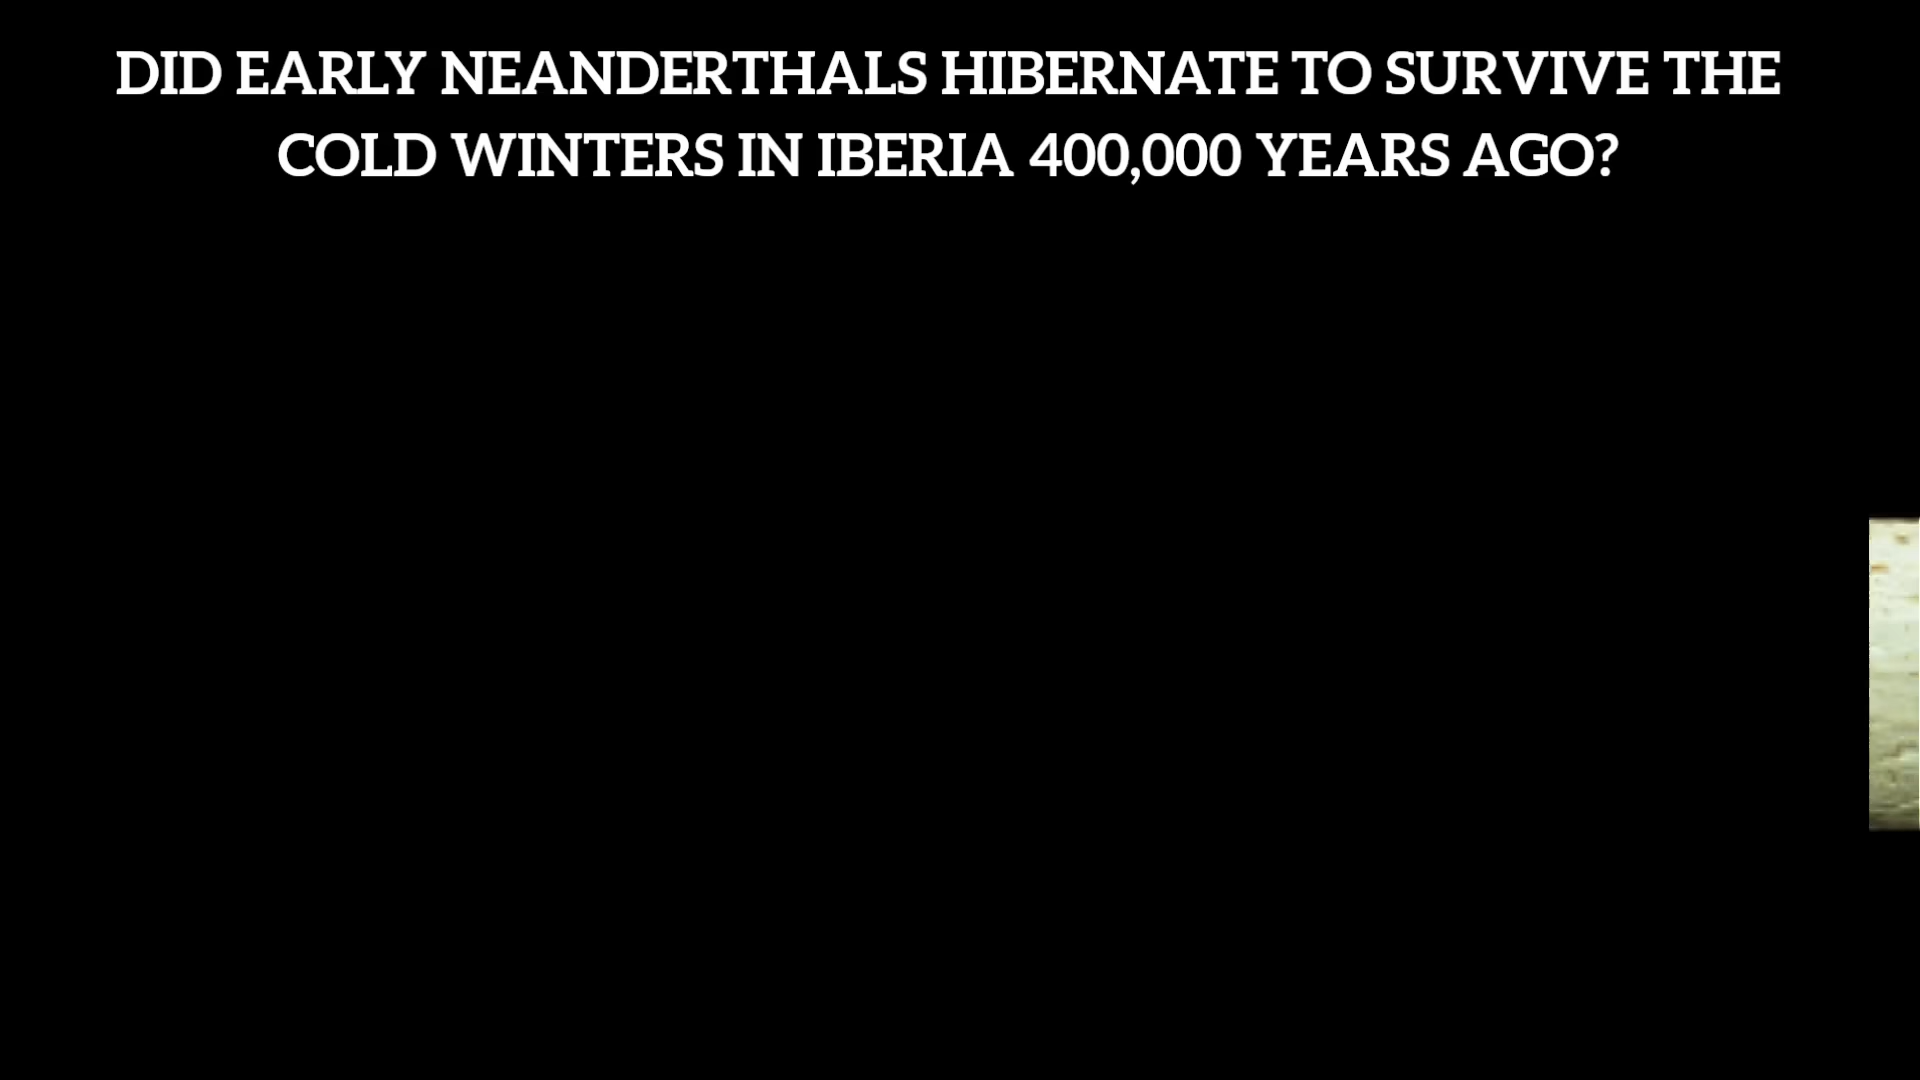 DID EARLY NEANDERTHALS HIBERNATE TO SURVIVE THE
COLD WINTERS IN IBERIA 400,000 YEARS AGO?